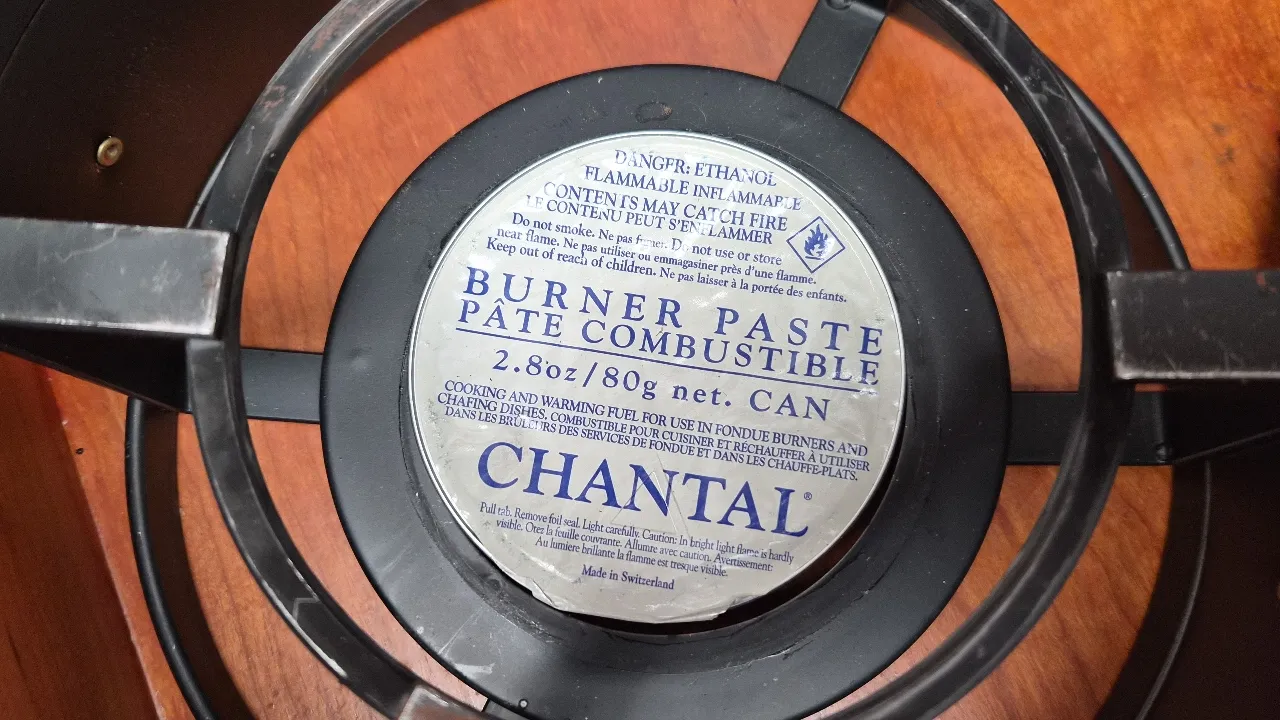 DANGER: ETHANOL
FLAMMABLE INFLAMMABLE
CONTENTS MAY CATCH FIRE
LE CONTENU PEUT S'ENFLAMMER
Do not smoke. Ne pas fumer. Do not use or store
near flame. Ne pas utiliser ou emmagasiner près d'une flamme.
Keep out of reach of children. Ne pas laisser à la portée des enfants.
BURNER PASTE
PÂTE COMBUSTIBLE
2.8oz/80g net. CAN
COOKING AND WARMING FUEL FOR USE IN FONDUE BURNERS AND
CHAFING DISHES, COMBUSTIBLE POUR CUISINER ET RÉCHAUFFER À UTILISER
DANS LES BRÛLEURS DES SERVICES DE FONDUE ET DANS LES CHAUFFE-PLATS.
CHANTAL®
Pull tab. Remove foil seal. Light carefully. Caution: In bright light flame is hardly
visible. Otez la feuille couvrante. Allumre avec caution. Avertissement:
Au lumiere brillante la flamme est tresque visible.
Made in Switzerland